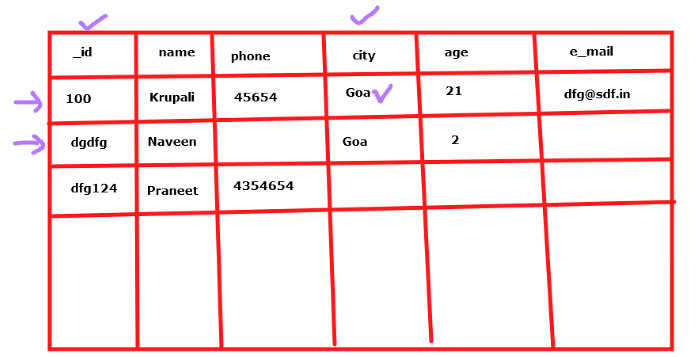 _id name phone city age e_mail
100 Krupali 45654 Goa 21 dfg@sdf.in
dgdfg Naveen Goa 2
dfg124 Praneet 4354654